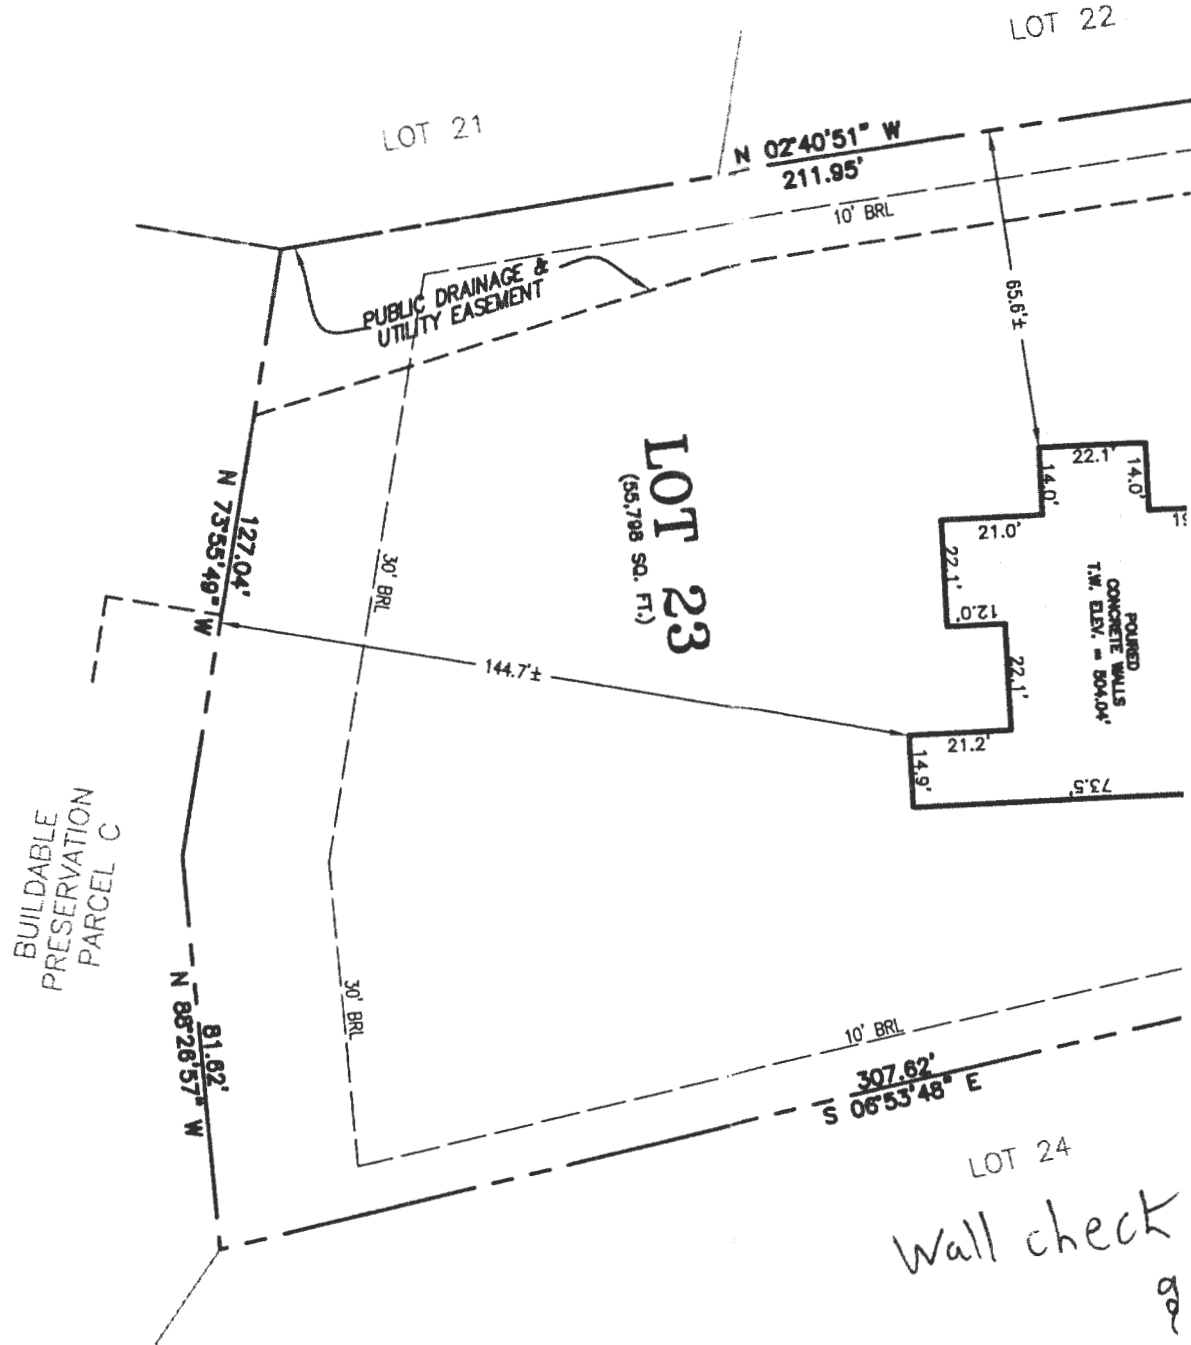 LOT 22
LOT 21
N 02°40'51" W
211.95'
10' BRL
PUBLIC DRAINAGE &
UTILITY EASEMENT
65.6'±
LOT 23
(55,798 SQ. FT.)
22.1'
14.0'
14.0'
21.0'
22.1'
12.0'
22.1'
21.2'
14.9'
73.5'
POURED
CONCRETE WALLS
T.W. ELEV. = 504.04'
127.04'
N 73°55'49" W
30' BRL
144.7'±
BUILDABLE
PRESERVATION
PARCEL C
81.62'
N 88°26'57" W
30' BRL
10' BRL
307.62'
S 06°53'48" E
LOT 24
Wall check